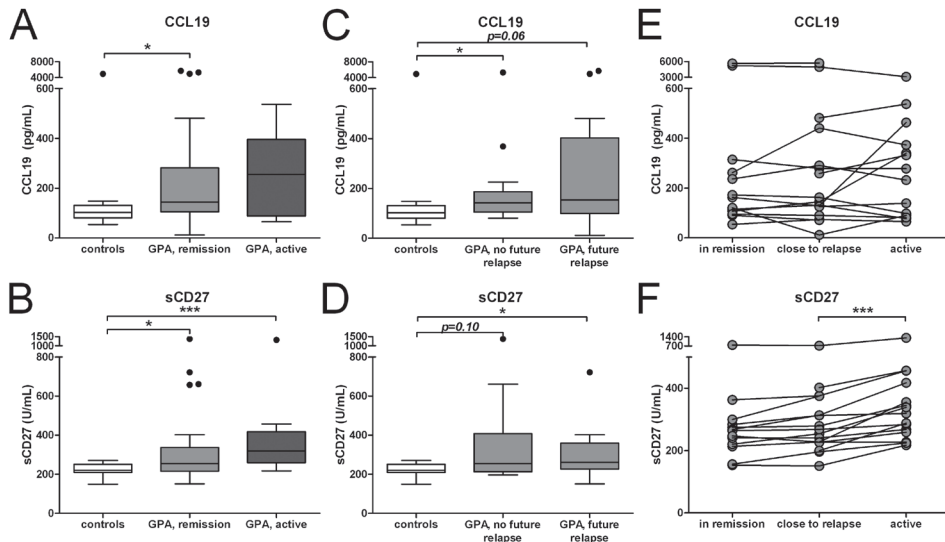 A
CCL19
*
8000
4000
600
400
200
0
CCL19 (pg/mL)
controls
GPA, remission
GPA, active
C
CCL19
p=0.06
*
8000
4000
600
400
200
0
CCL19 (pg/mL)
controls
GPA, no future
relapse
GPA, future
relapse
E
CCL19
6000
3000
600
400
200
0
CCL19 (pg/mL)
in remission
close to relapse
active
B
sCD27
***
*
1500
1000
800
600
400
200
0
sCD27 (U/mL)
controls
GPA, remission
GPA, active
D
sCD27
*
p=0.10
1500
1000
800
600
400
200
0
sCD27 (U/mL)
controls
GPA, no future
relapse
GPA, future
relapse
F
sCD27
***
1400
700
400
200
0
sCD27 (U/mL)
in remission
close to relapse
active